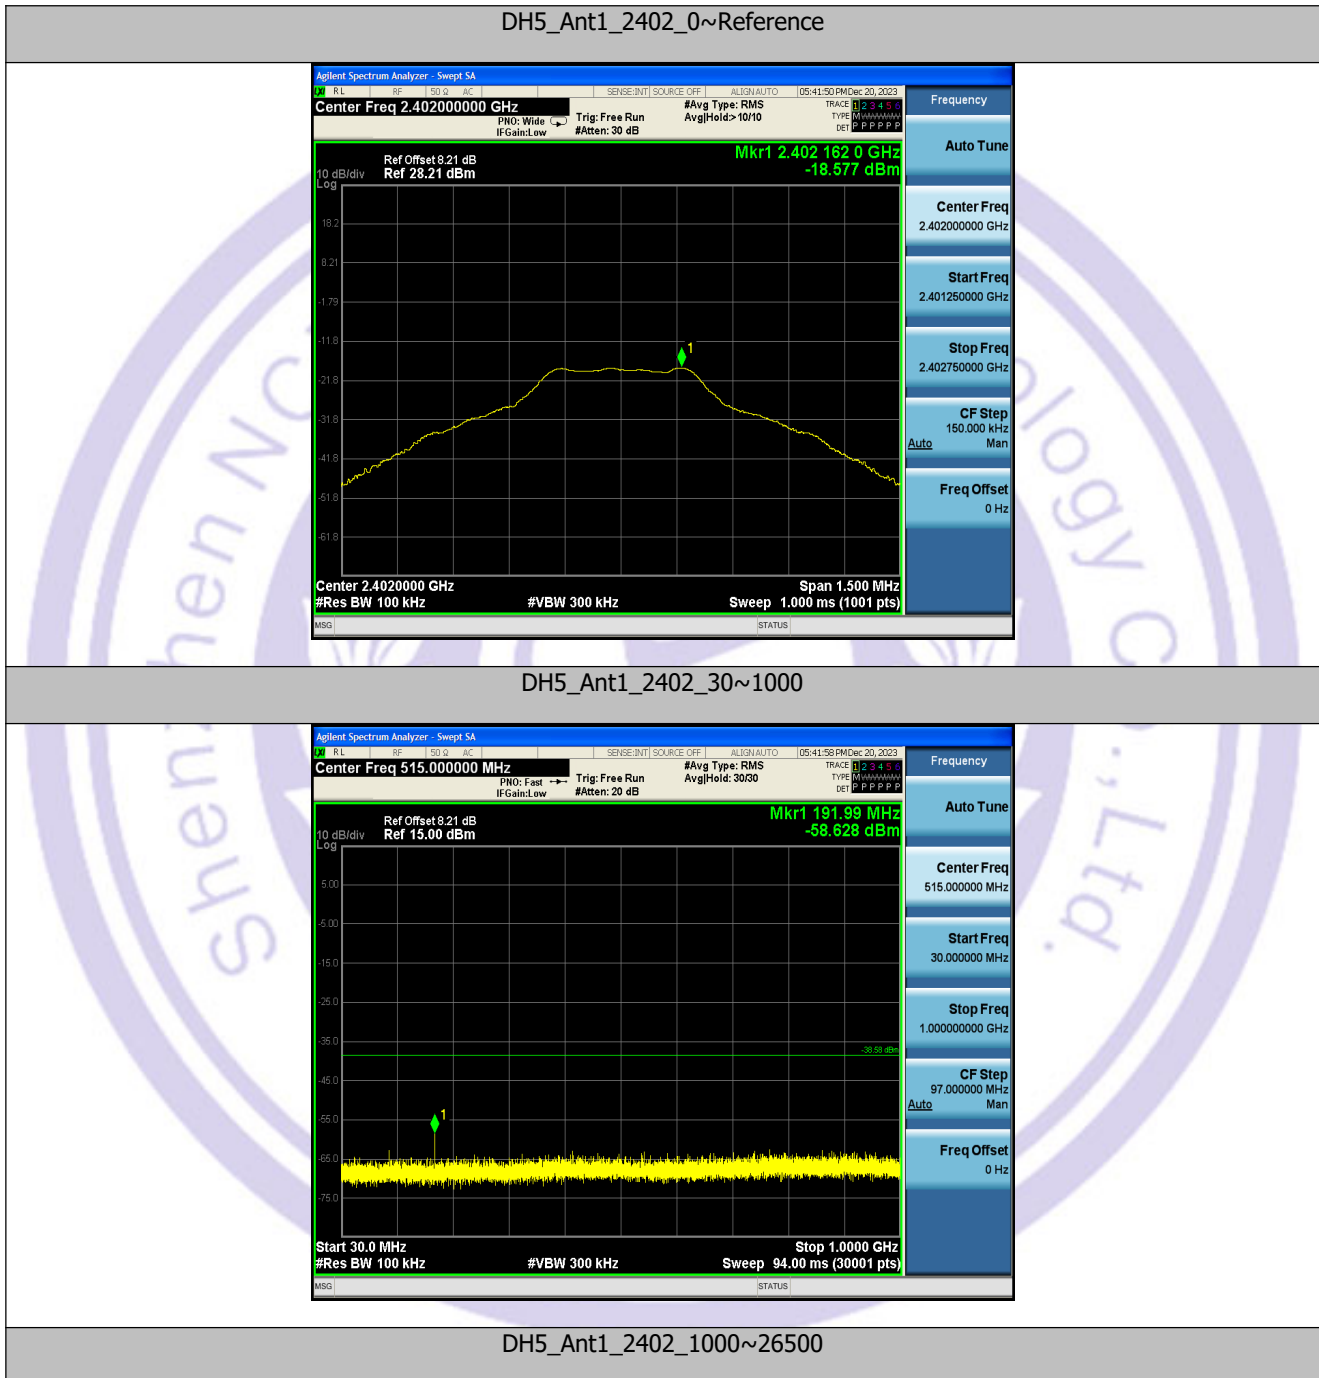 DH5_Ant1_2402_0~Reference
Agilent Spectrum Analyzer - Swept SA
RL RF 50 Ω AC SENSE:INT SOURCE OFF ALIGN AUTO 05:41:50 PM Dec 20, 2023
Center Freq 2.402000000 GHz
PNO: Wide
IFGain:Low
Trig: Free Run
#Atten: 30 dB
#Avg Type: RMS
Avg|Hold:>10/10
TRACE 1 2 3 4 5 6
TYPE M
DET P P P P P P
Ref Offset 8.21 dB
10 dB/div Ref 28.21 dBm
Log
Mkr1 2.402 162 0 GHz
-18.577 dBm
18.2
8.21
-1.79
-11.8
-21.8
-31.8
-41.8
-51.8
-61.8
1
Center 2.4020000 GHz Span 1.500 MHz
#Res BW 100 kHz #VBW 300 kHz Sweep 1.000 ms (1001 pts)
MSG STATUS
Frequency
Auto Tune
Center Freq
2.402000000 GHz
Start Freq
2.401250000 GHz
Stop Freq
2.402750000 GHz
CF Step
150.000 kHz
Auto Man
Freq Offset
0 Hz
DH5_Ant1_2402_30~1000
Agilent Spectrum Analyzer - Swept SA
RL RF 50 Ω AC SENSE:INT SOURCE OFF ALIGN AUTO 05:41:58 PM Dec 20, 2023
Center Freq 515.000000 MHz
PNO: Fast
IFGain:Low
Trig: Free Run
#Atten: 20 dB
#Avg Type: RMS
Avg|Hold: 30/30
TRACE 1 2 3 4 5 6
TYPE M
DET P P P P P P
Ref Offset 8.21 dB
10 dB/div Ref 15.00 dBm
Log
Mkr1 191.99 MHz
-58.628 dBm
5.00
-5.00
-15.0
-25.0
-35.0
-38.58 dBm
-45.0
-55.0
-65.0
-75.0
1
Start 30.0 MHz Stop 1.0000 GHz
#Res BW 100 kHz #VBW 300 kHz Sweep 94.00 ms (30001 pts)
MSG STATUS
Frequency
Auto Tune
Center Freq
515.000000 MHz
Start Freq
30.000000 MHz
Stop Freq
1.000000000 GHz
CF Step
97.000000 MHz
Auto Man
Freq Offset
0 Hz
DH5_Ant1_2402_1000~26500